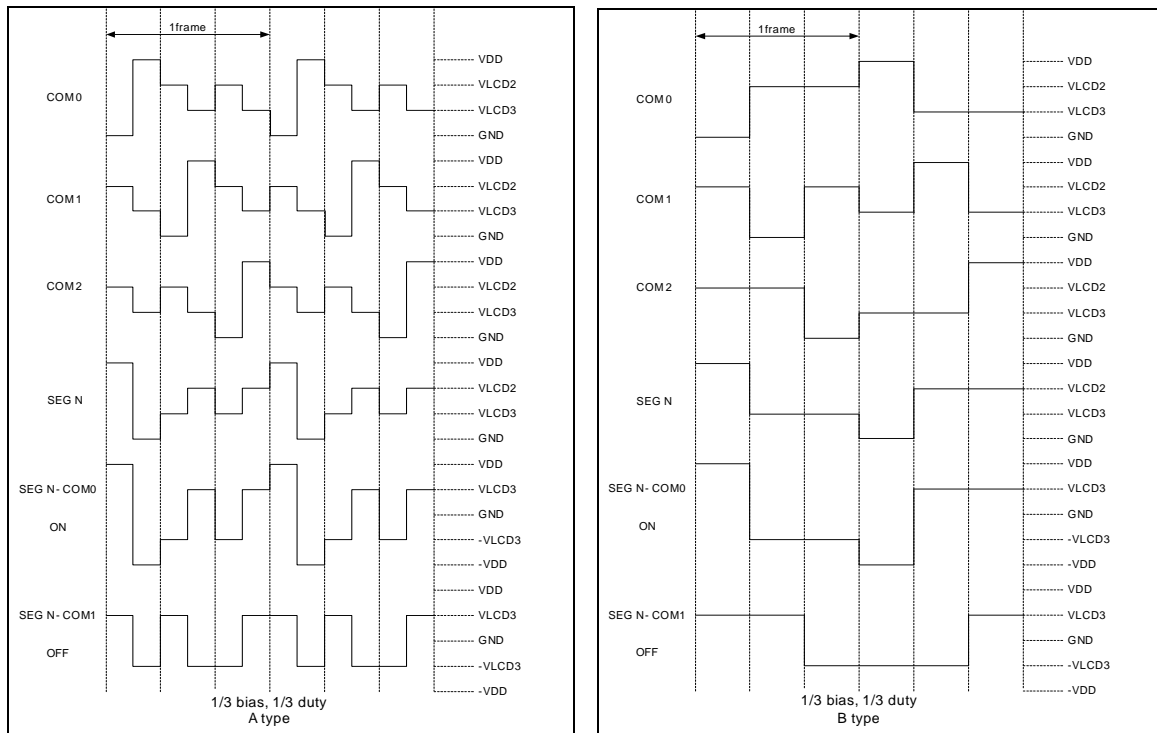 1frame
COM0
VDD
VLCD2
VLCD3
GND
COM1
VDD
VLCD2
VLCD3
GND
COM2
VDD
VLCD2
VLCD3
GND
SEG N
VDD
VLCD2
VLCD3
GND
SEG N- COM0
ON
VDD
VLCD3
GND
-VLCD3
-VDD
SEG N- COM1
OFF
VDD
VLCD3
GND
-VLCD3
-VDD
1/3 bias, 1/3 duty
A type
1frame
COM0
VDD
VLCD2
VLCD3
GND
COM1
VDD
VLCD2
VLCD3
GND
COM2
VDD
VLCD2
VLCD3
GND
SEG N
VDD
VLCD2
VLCD3
GND
SEG N- COM0
ON
VDD
VLCD3
GND
-VLCD3
-VDD
SEG N- COM1
OFF
VDD
VLCD3
GND
-VLCD3
-VDD
1/3 bias, 1/3 duty
B type